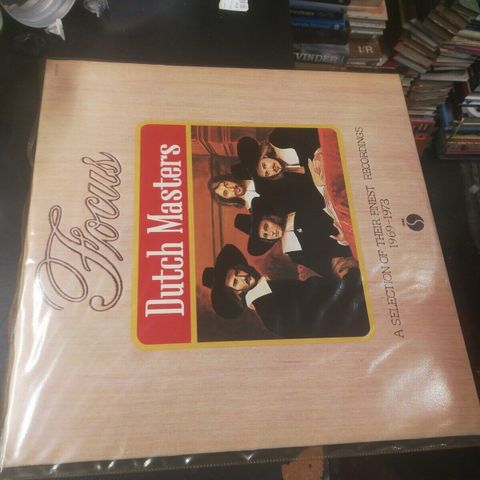 Focus
Dutch Masters
A SELECTION OF THEIR FINEST RECORDINGS
1969-1973
VINDER
I/R